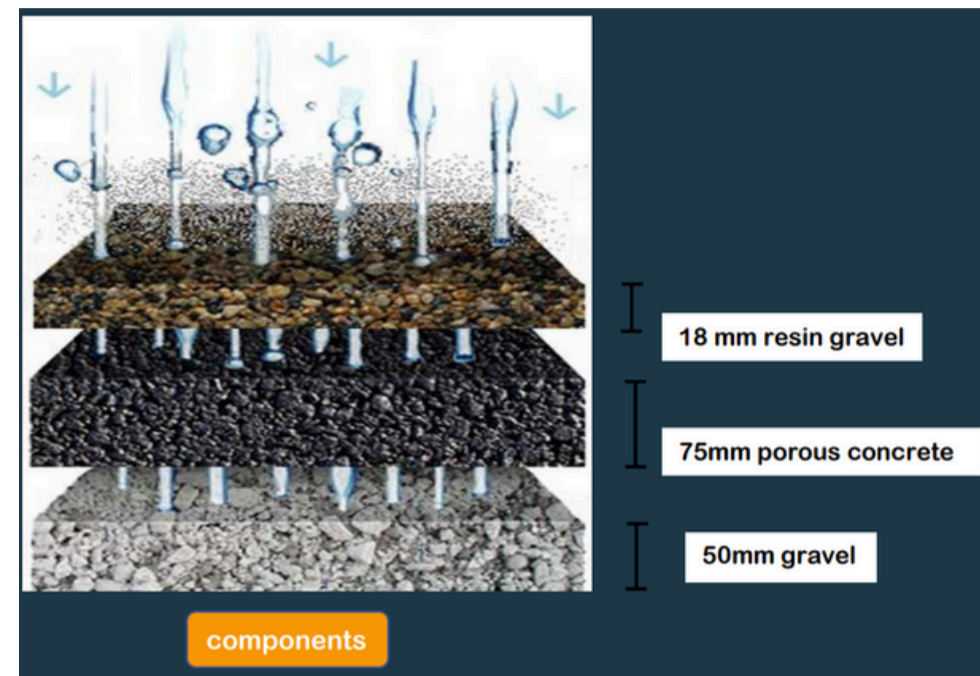 18 mm resin gravel
75mm porous concrete
50mm gravel
components